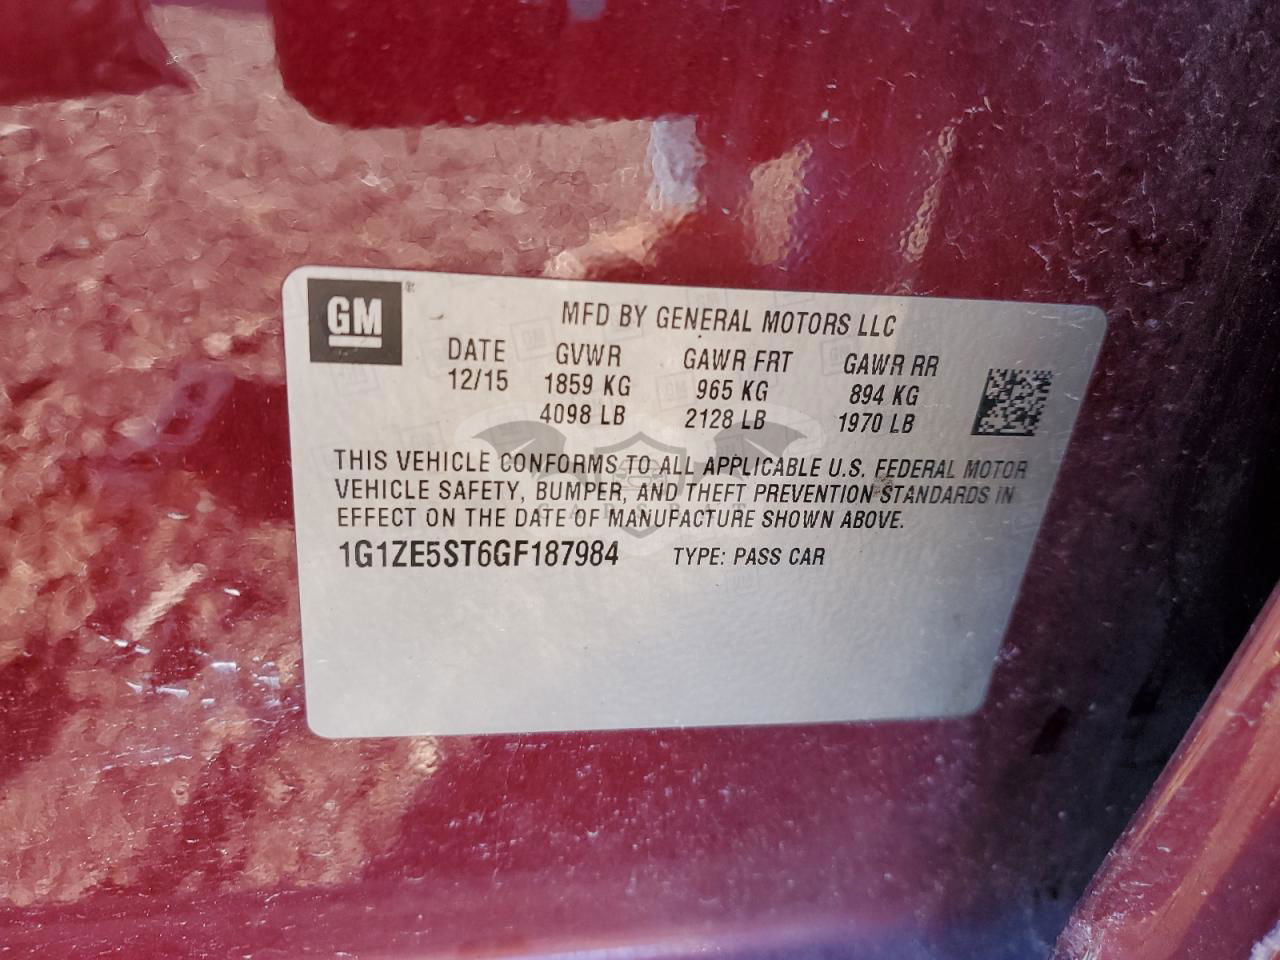 GM®
MFD BY GENERAL MOTORS LLC
DATE GVWR GAWR FRT GAWR RR
12/15 1859 KG 965 KG 894 KG
4098 LB 2128 LB 1970 LB
THIS VEHICLE CONFORMS TO ALL APPLICABLE U.S. FEDERAL MOTOR
VEHICLE SAFETY, BUMPER, AND THEFT PREVENTION STANDARDS IN
EFFECT ON THE DATE OF MANUFACTURE SHOWN ABOVE.
1G1ZE5ST6GF187984 TYPE: PASS CAR